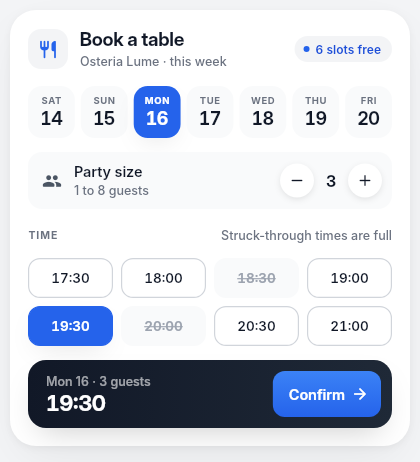 Book a table
Osteria Lume · this week
6 slots free
SAT SUN MON TUE WED THU FRI
14 15 16 17 18 19 20
Party size
1 to 8 guests
− 3 +
TIME
Struck-through times are full
17:30 18:00 18:30 19:00
19:30 20:00 20:30 21:00
Mon 16 · 3 guests
19:30
Confirm →